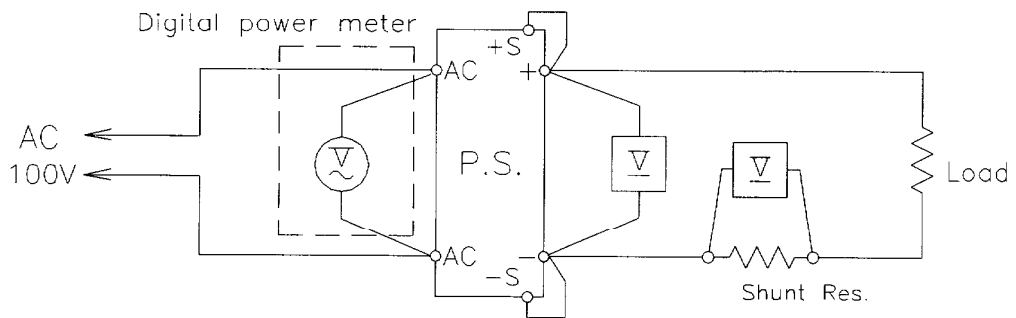 Digital power meter
+S
AC
+
AC
100V
V
~
P.S.
V
V
Load
AC
-
-S
Shunt Res.